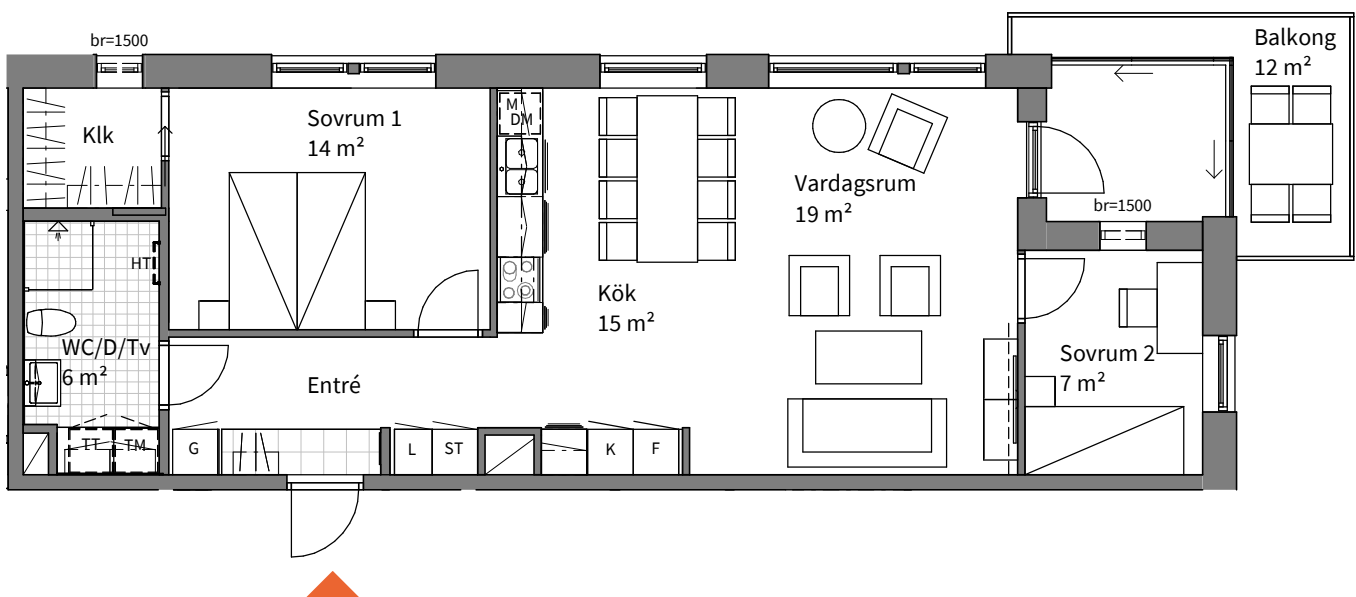 br=1500
Balkong
12 m²
Klk
Sovrum 1
14 m²
M
DM
Vardagsrum
19 m²
br=1500
HT
Kök
15 m²
WC/D/Tv
6 m²
Sovrum 2
7 m²
Entré
TT
TM
G
L
ST
K
F